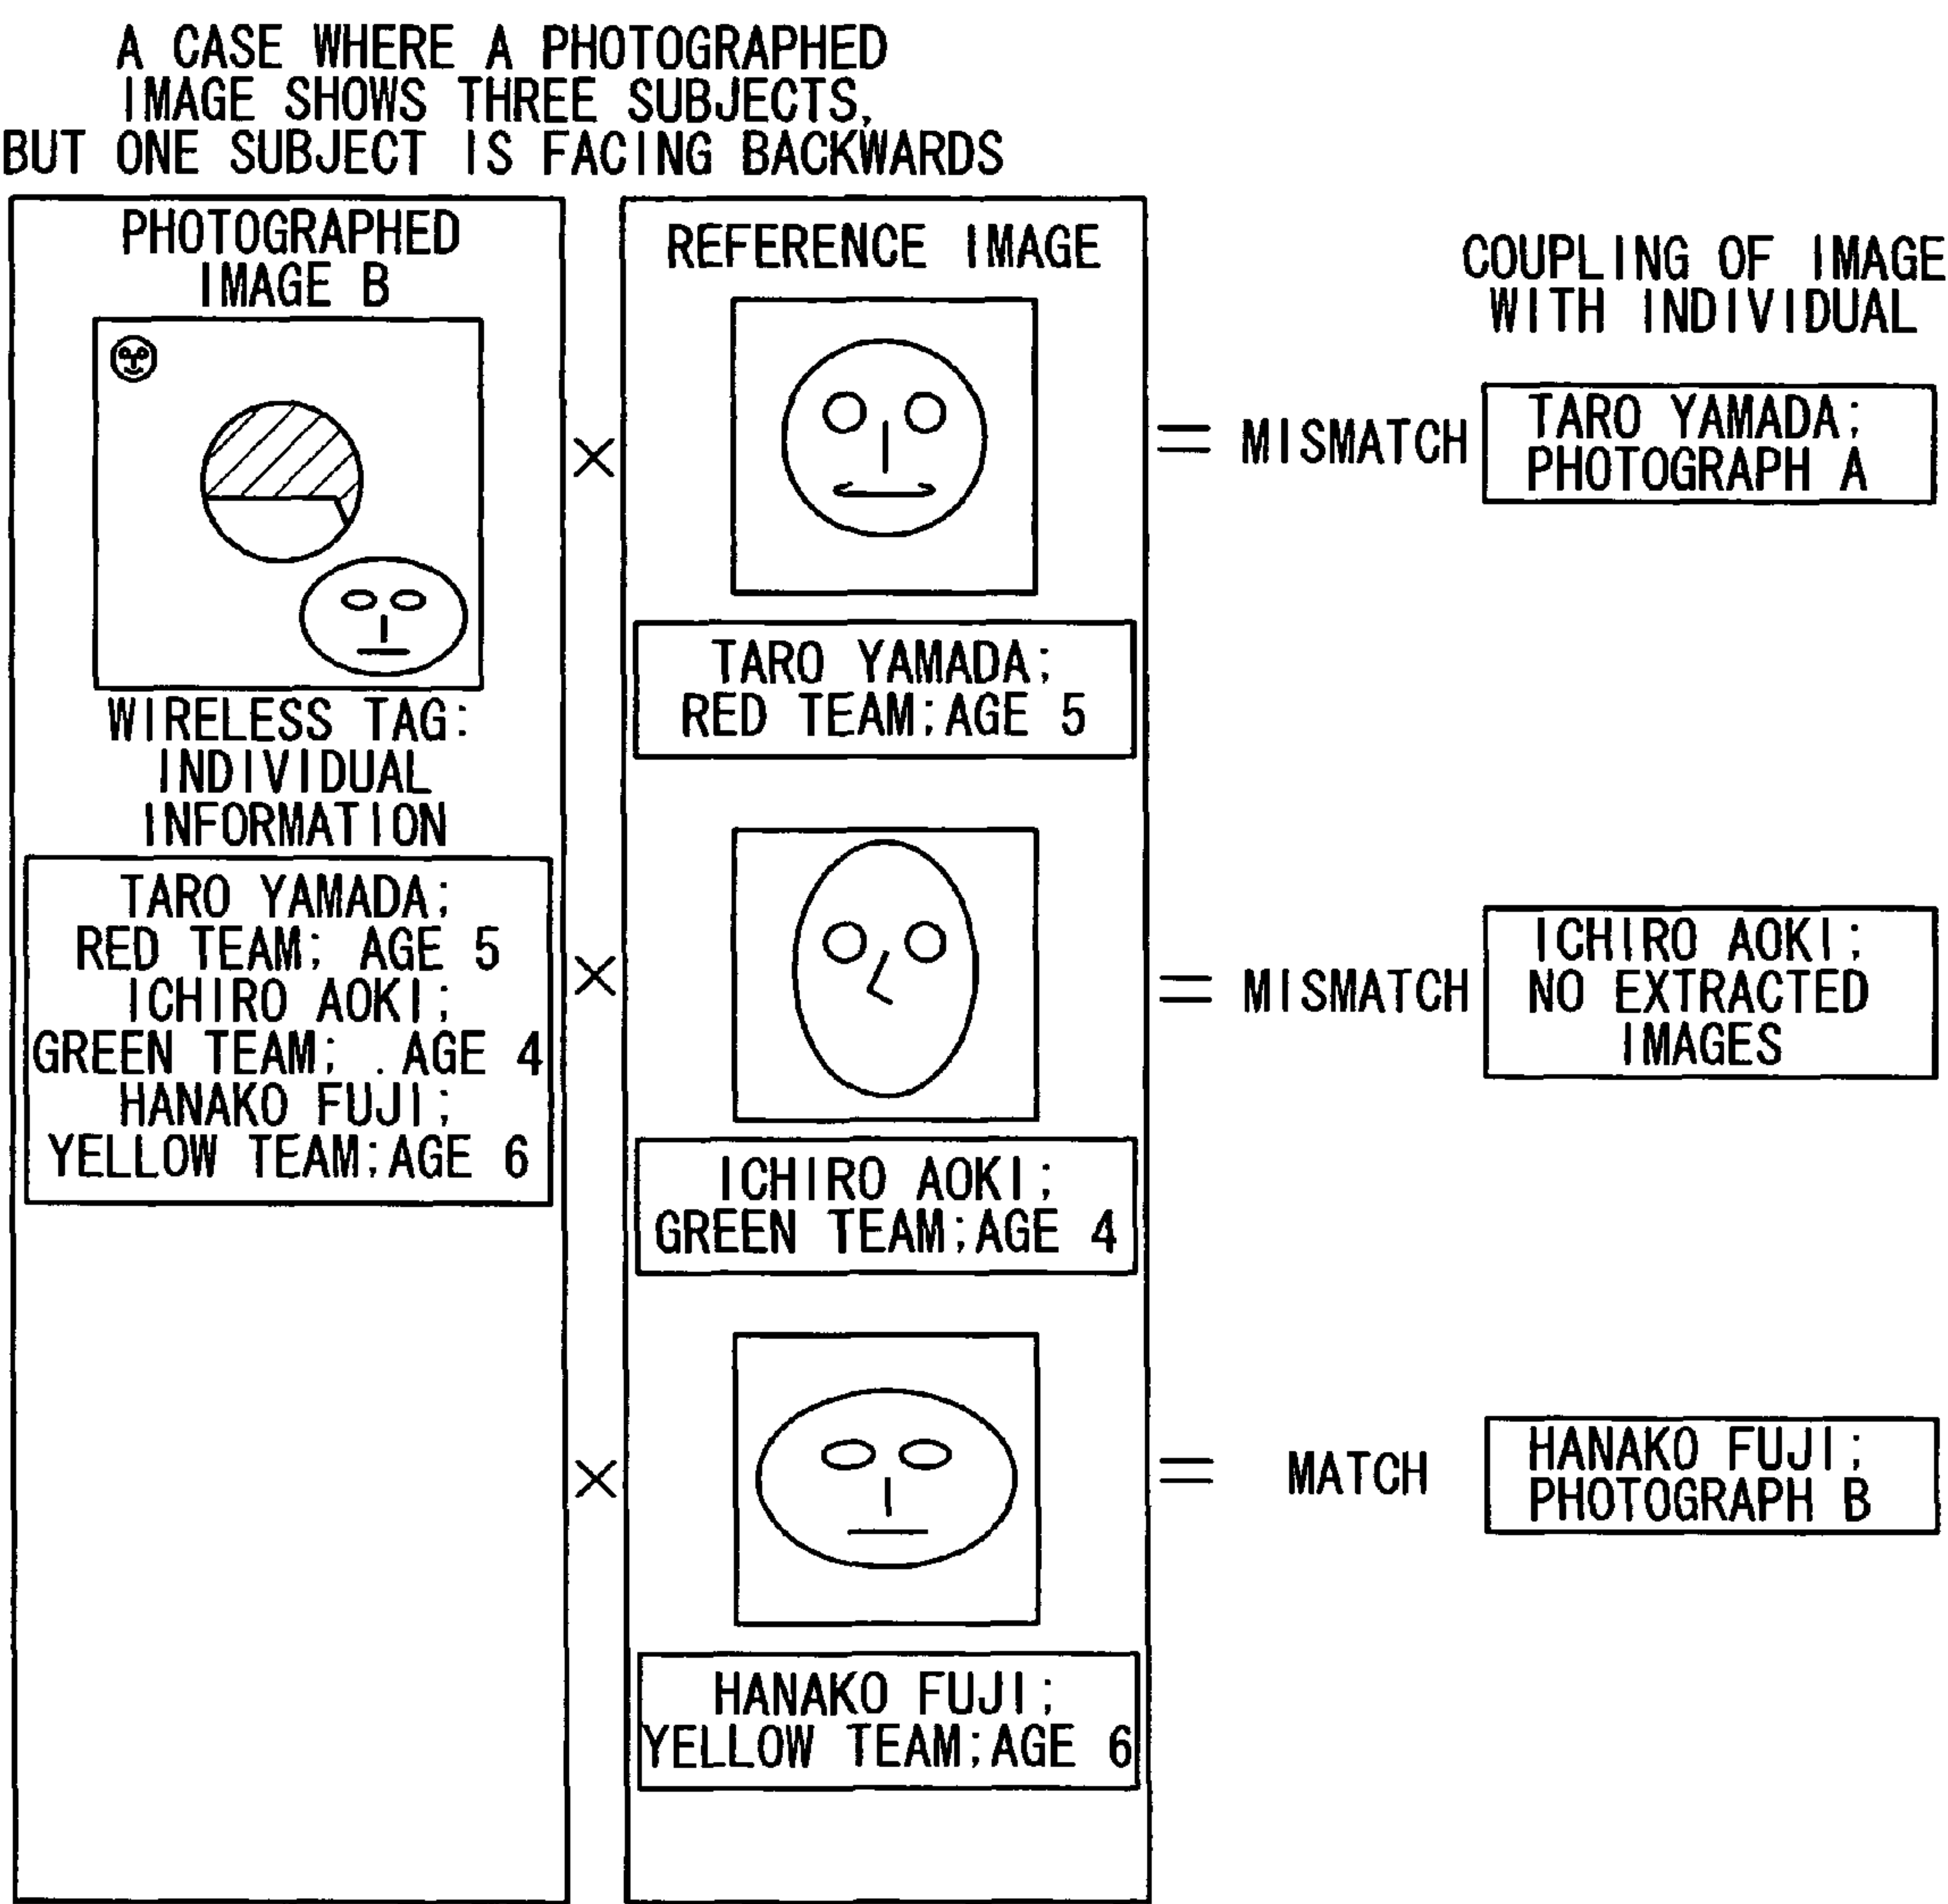 A CASE WHERE A PHOTOGRAPHED
IMAGE SHOWS THREE SUBJECTS,
BUT ONE SUBJECT IS FACING BACKWARDS
PHOTOGRAPHED
IMAGE B
WIRELESS TAG:
INDIVIDUAL
INFORMATION
TARO YAMADA;
RED TEAM; AGE 5
ICHIRO AOKI;
GREEN TEAM; . AGE 4
HANAKO FUJI;
YELLOW TEAM;AGE 6
×
×
×
REFERENCE IMAGE
TARO YAMADA;
RED TEAM;AGE 5
ICHIRO AOKI;
GREEN TEAM;AGE 4
HANAKO FUJI;
YELLOW TEAM;AGE 6
= MISMATCH
= MISMATCH
= MATCH
COUPLING OF IMAGE
WITH INDIVIDUAL
TARO YAMADA;
PHOTOGRAPH A
ICHIRO AOKI;
NO EXTRACTED
IMAGES
HANAKO FUJI;
PHOTOGRAPH B